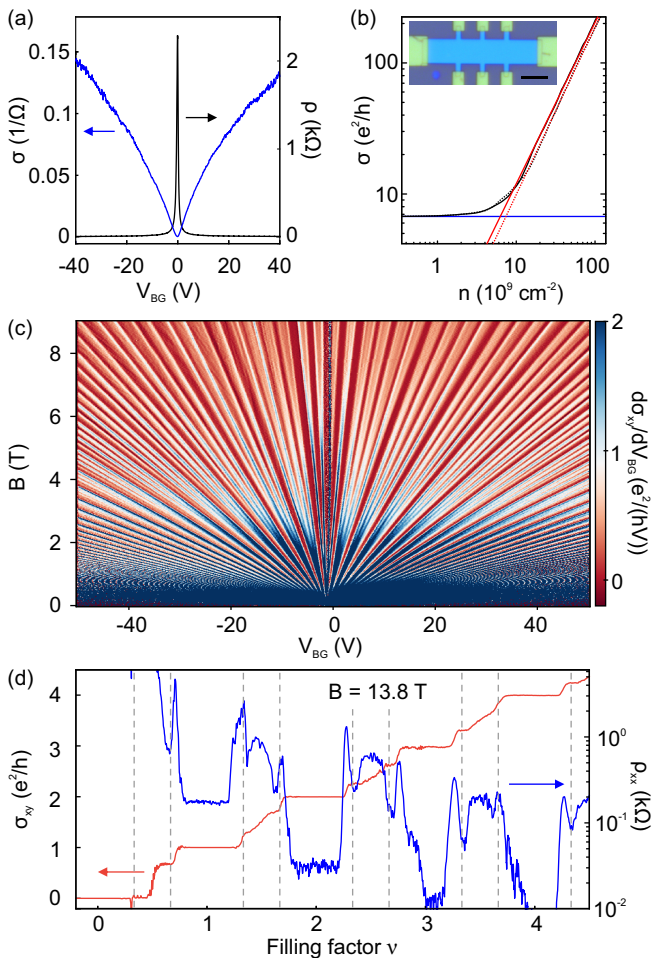 (a)
0.15
0.1
0.05
0
σ (1/Ω)
2
1
0
ρ (kΩ)
-40 -20 0 20 40
V_BG (V)
(b)
100
10
σ (e²/h)
1 10 100
n (10⁹ cm⁻²)
(c)
8
6
4
2
0
B (T)
-40 -20 0 20 40
V_BG (V)
2
1
0
dσ_xy/dV_BG (e²/(hV))
(d)
B = 13.8 T
4
3
2
1
0
σ_xy (e²/h)
10⁰
10⁻¹
10⁻²
ρ_xx (kΩ)
0 1 2 3 4
Filling factor ν